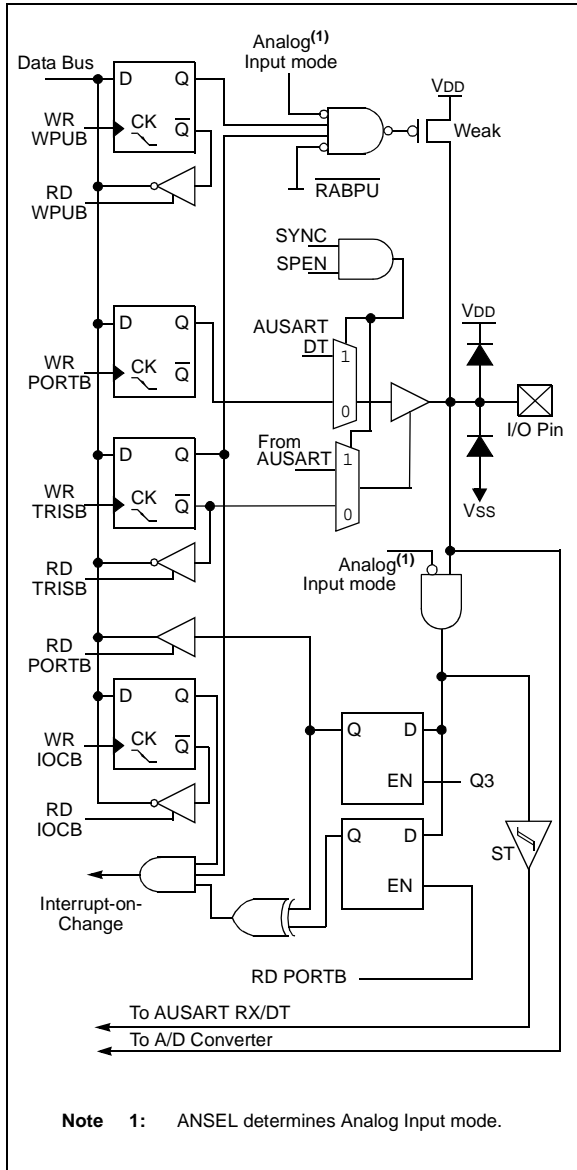 Analog(1)
Input mode
Data Bus
D Q
VDD
WR
WPUB
CK Q
Weak
RD
WPUB
RABPU
SYNC
SPEN
D Q
AUSART
DT
1
VDD
WR
PORTB
CK Q
0
I/O Pin
From
AUSART
D Q
1
WR
TRISB
CK Q
0
VSS
RD
TRISB
Analog(1)
Input mode
RD
PORTB
D Q
Q D
WR
IOCB
CK Q
EN
Q3
RD
IOCB
Q D
ST
EN
Interrupt-on-
Change
RD PORTB
To AUSART RX/DT
To A/D Converter
Note 1: ANSEL determines Analog Input mode.